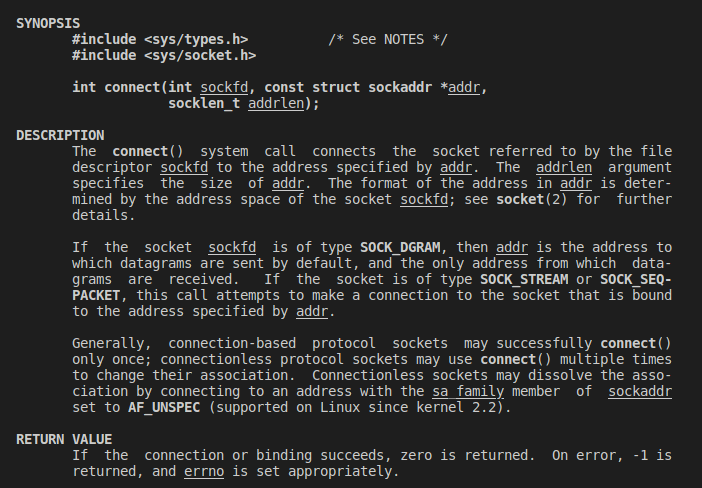 SYNOPSIS
#include <sys/types.h>          /* See NOTES */
#include <sys/socket.h>
int connect(int sockfd, const struct sockaddr *addr,
socklen_t addrlen);
DESCRIPTION
The  connect()  system  call  connects  the  socket referred to by the file
descriptor sockfd to the address specified by addr.  The  addrlen  argument
specifies  the  size  of addr.  The format of the address in addr is deter-
mined by the address space of the socket sockfd; see socket(2) for  further
details.
If  the  socket  sockfd  is of type SOCK_DGRAM, then addr is the address to
which datagrams are sent by default, and the only address from which  data-
grams  are  received.   If  the  socket is of type SOCK_STREAM or SOCK_SEQ-
PACKET, this call attempts to make a connection to the socket that is bound
to the address specified by addr.
Generally,  connection-based  protocol  sockets  may successfully connect()
only once; connectionless protocol sockets may use connect() multiple times
to change their association.  Connectionless sockets may dissolve the asso-
ciation by connecting to an address with the sa_family member  of  sockaddr
set to AF_UNSPEC (supported on Linux since kernel 2.2).
RETURN VALUE
If  the  connection or binding succeeds, zero is returned.  On error, -1 is
returned, and errno is set appropriately.